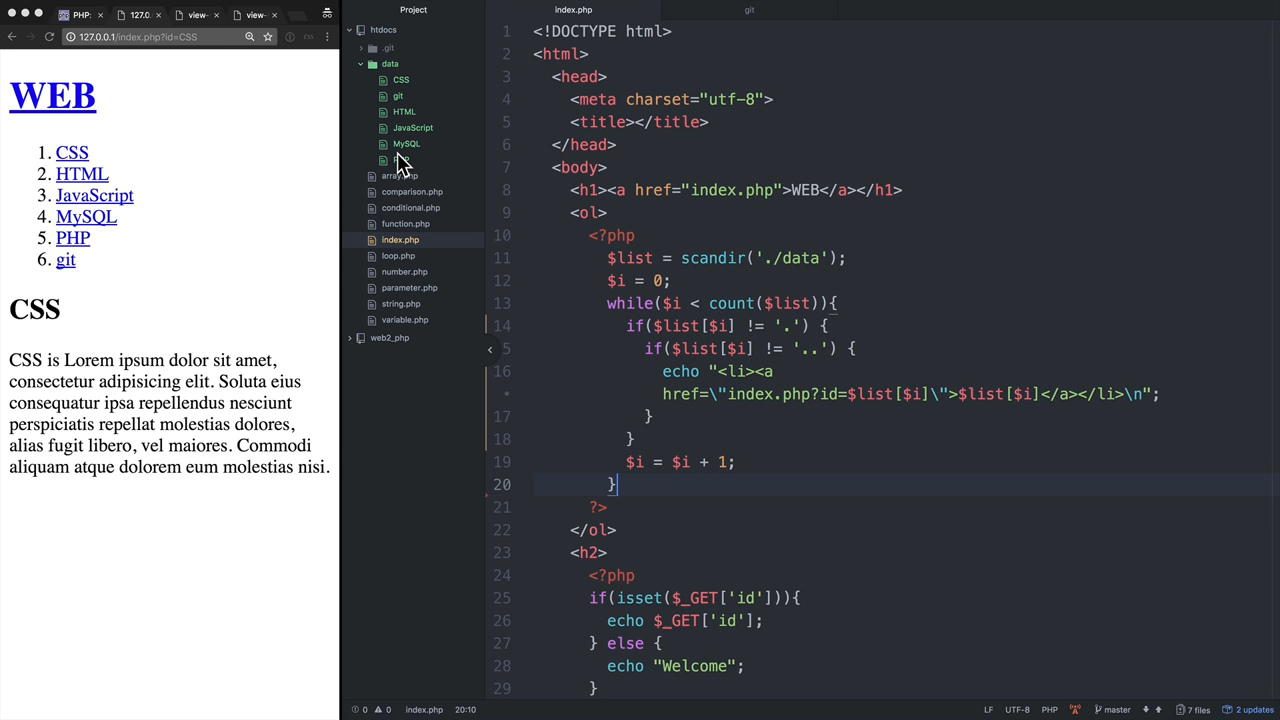 PHP:
127.0.
view-
view-
127.0.0.1/index.php?id=CSS
WEB
1. CSS
2. HTML
3. JavaScript
4. MySQL
5. PHP
6. git
CSS
CSS is Lorem ipsum dolor sit amet,
consectetur adipisicing elit. Soluta eius
consequatur ipsa repellendus nesciunt
perspiciatis repellat molestias dolores,
alias fugit libero, vel maiores. Commodi
aliquam atque dolorem eum molestias nisi.
Project
htdocs
.git
data
CSS
git
HTML
JavaScript
MySQL
array.php
comparison.php
conditional.php
function.php
index.php
loop.php
number.php
parameter.php
string.php
variable.php
web2_php
index.php
git
1 <!DOCTYPE html>
2 <html>
3 <head>
4 <meta charset="utf-8">
5 <title></title>
6 </head>
7 <body>
8 <h1><a href="index.php">WEB</a></h1>
9 <ol>
10 <?php
11 $list = scandir('./data');
12 $i = 0;
13 while($i < count($list)){
14 if($list[$i] != '.') {
5 if($list[$i] != '..') {
16 echo "<li><a
• href=\"index.php?id=$list[$i]\">$list[$i]</a></li>\n";
17 }
18 }
19 $i = $i + 1;
20 }
21 ?>
22 </ol>
23 <h2>
24 <?php
25 if(isset($_GET['id'])){
26 echo $_GET['id'];
27 } else {
28 echo "Welcome";
29 }
0 0 index.php 20:10
LF UTF-8 PHP master 7 files 2 updates